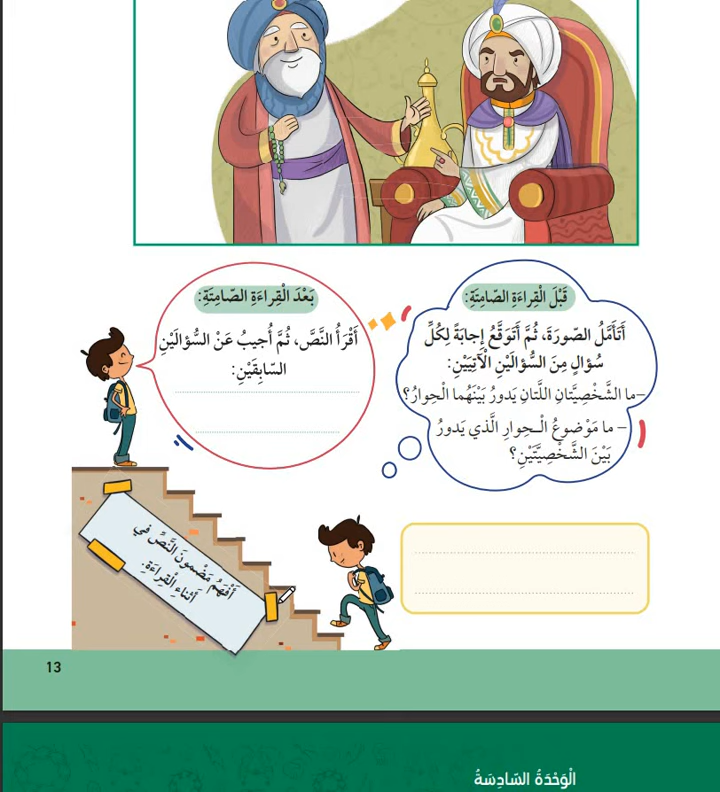 قَبْلَ الْقِراءَةِ الصّامِتَةِ:
أَتَأَمَّلُ الصّورَةَ، ثُمَّ أَتَوَقَّعُ إِجابَةً لِكُلِّ
سُؤالٍ مِنَ السُّؤالَيْنِ الْآتِيَيْنِ:
-ما الشَّخْصِيَّتانِ اللَّتانِ يَدورُ بَيْنَهُما الْحِوارُ؟
- ما مَوْضوعُ الْـحِوارِ الَّذي يَدورُ
بَيْنَ الشَّخْصِيَّتَيْنِ؟
بَعْدَ الْقِراءَةِ الصّامِتَةِ:
أَقْرَأُ النَّصَّ، ثُمَّ أُجيبُ عَنْ السُّؤالَيْنِ
السّابِقَيْنِ:
أَفْهَمُ مَضْمونَ النَّصِّ في
أَثْناءِ الْقِراءَةِ.
13
الْوَحْدَةُ السّادِسَةُ